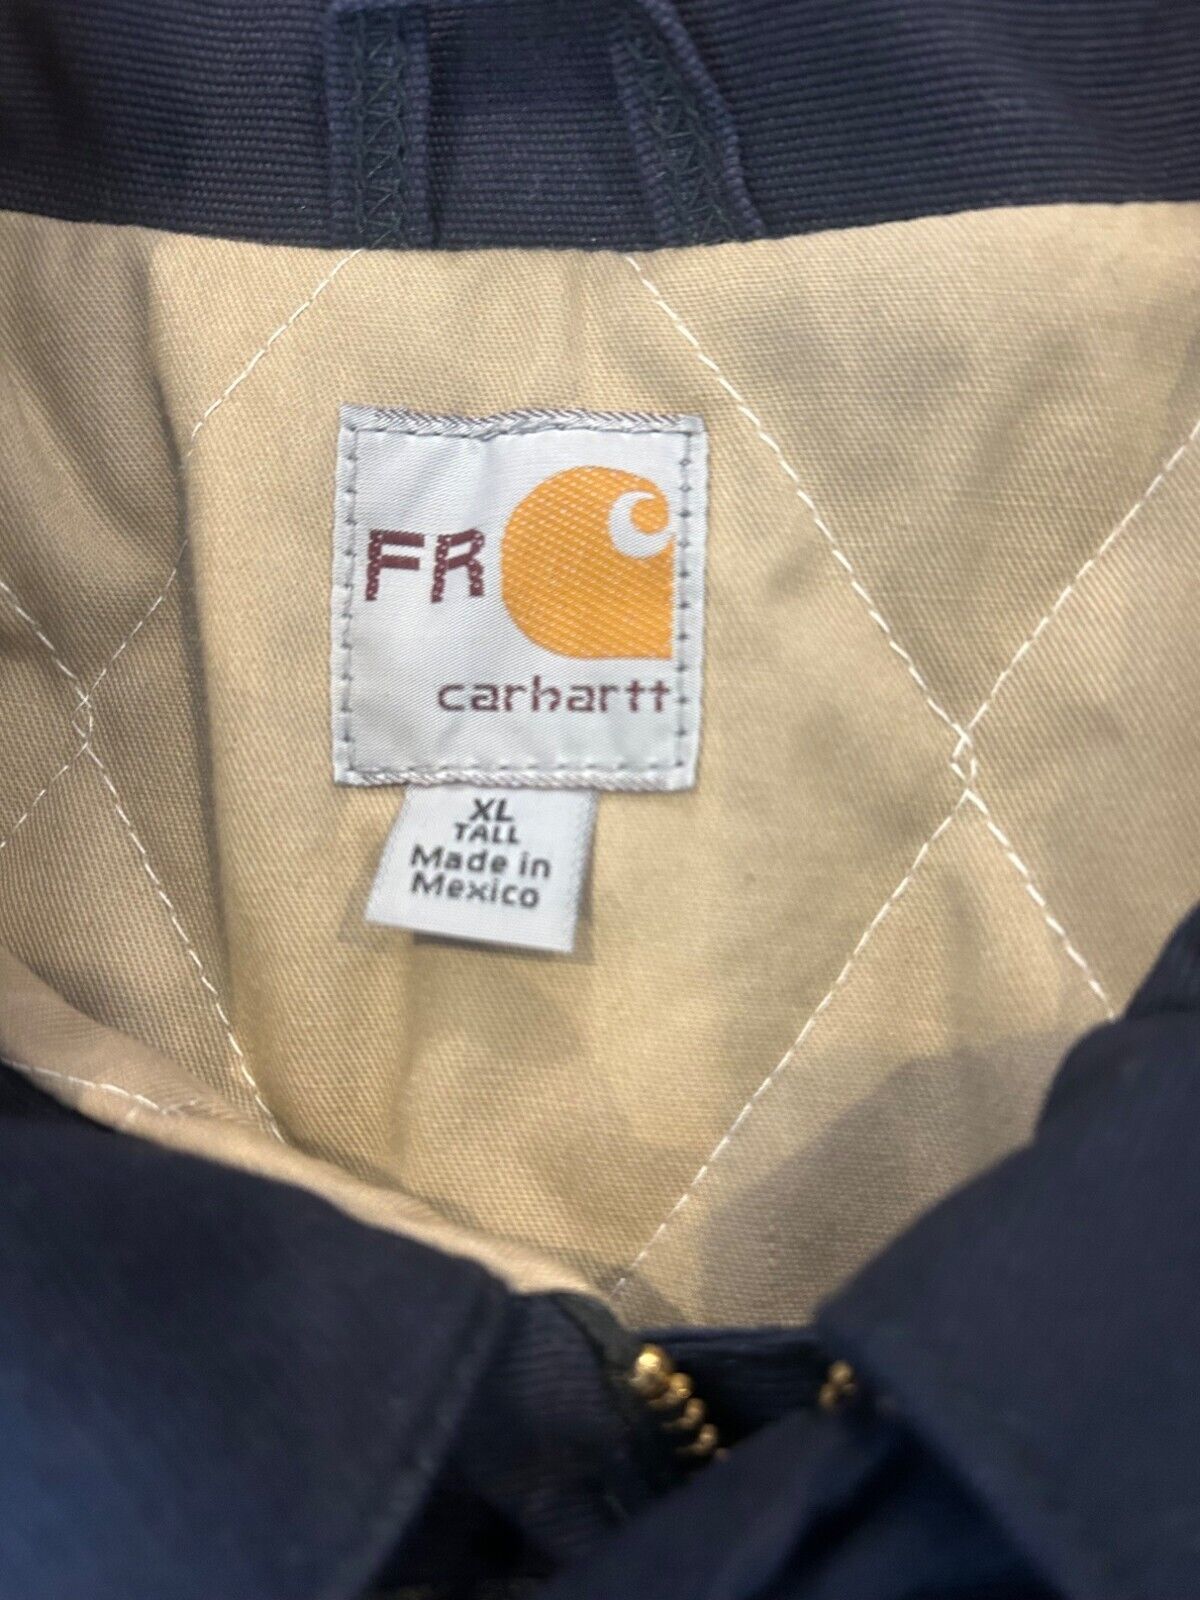 FR
carhartt
XL
TALL
Made in
Mexico